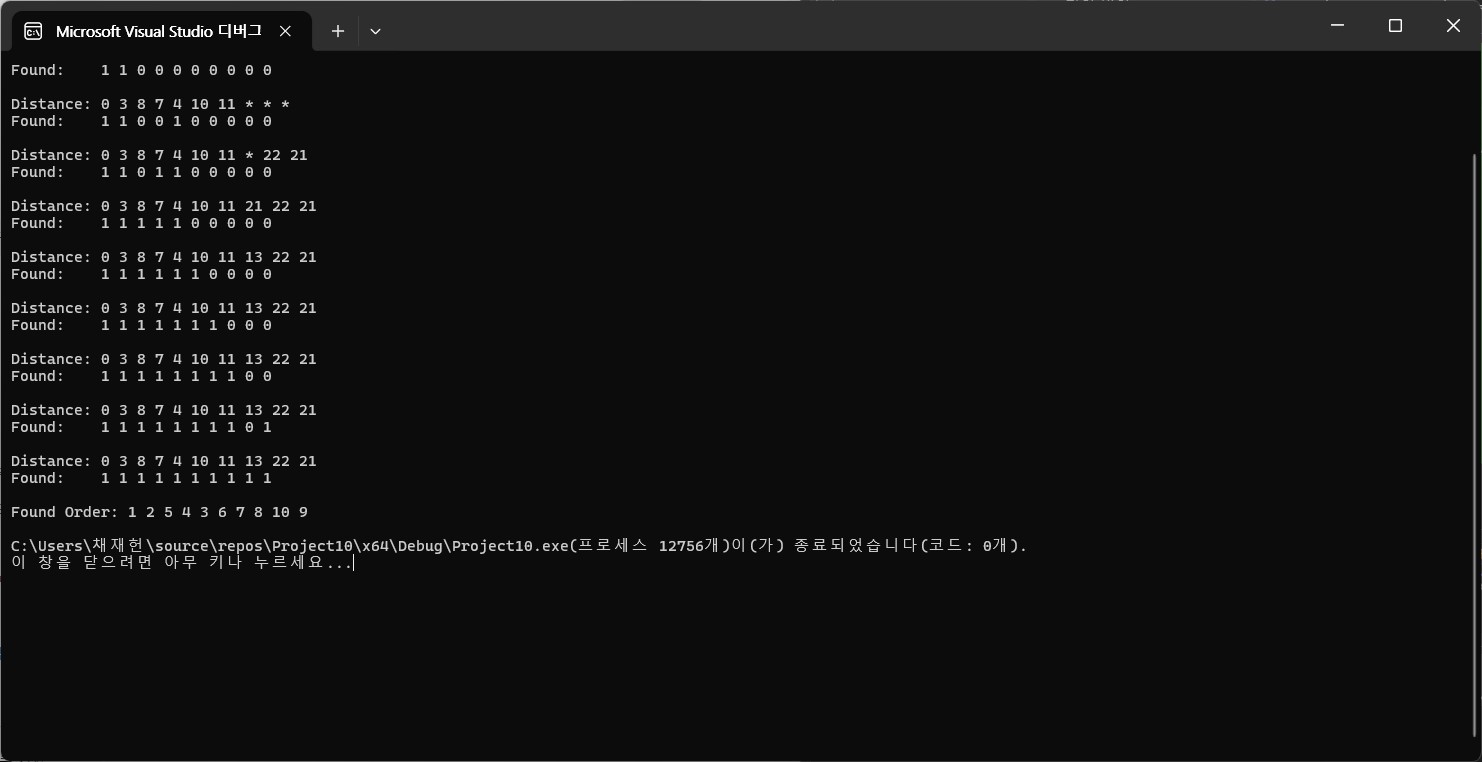 Microsoft Visual Studio 디버그
Found:    1 1 0 0 0 0 0 0 0 0
Distance: 0 3 8 7 4 10 11 * * *
Found:    1 1 0 0 1 0 0 0 0 0
Distance: 0 3 8 7 4 10 11 * 22 21
Found:    1 1 0 1 1 0 0 0 0 0
Distance: 0 3 8 7 4 10 11 21 22 21
Found:    1 1 1 1 1 0 0 0 0 0
Distance: 0 3 8 7 4 10 11 13 22 21
Found:    1 1 1 1 1 1 0 0 0 0
Distance: 0 3 8 7 4 10 11 13 22 21
Found:    1 1 1 1 1 1 1 0 0 0
Distance: 0 3 8 7 4 10 11 13 22 21
Found:    1 1 1 1 1 1 1 1 0 0
Distance: 0 3 8 7 4 10 11 13 22 21
Found:    1 1 1 1 1 1 1 1 0 1
Distance: 0 3 8 7 4 10 11 13 22 21
Found:    1 1 1 1 1 1 1 1 1 1
Found Order: 1 2 5 4 3 6 7 8 10 9
C:\Users\채재헌\source\repos\Project10\x64\Debug\Project10.exe(프로세스 12756개)이(가) 종료되었습니다(코드: 0개).
이 창을 닫으려면 아무 키나 누르세요...